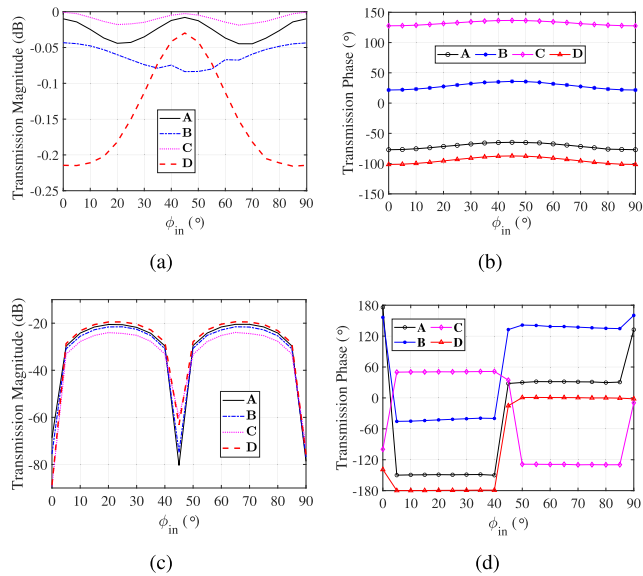 Transmission Magnitude (dB)
0
-0.05
-0.1
-0.15
-0.2
-0.25
A
B
C
D
0 10 20 30 40 50 60 70 80 90
ϕin (°)
(a)
Transmission Phase (°)
150
100
50
0
-50
-100
-150
A B C D
0 10 20 30 40 50 60 70 80 90
ϕin (°)
(b)
Transmission Magnitude (dB)
-20
-40
-60
-80
A
B
C
D
0 10 20 30 40 50 60 70 80 90
ϕin (°)
(c)
Transmission Phase (°)
180
120
60
0
-60
-120
-180
A C
B D
0 10 20 30 40 50 60 70 80 90
ϕin (°)
(d)